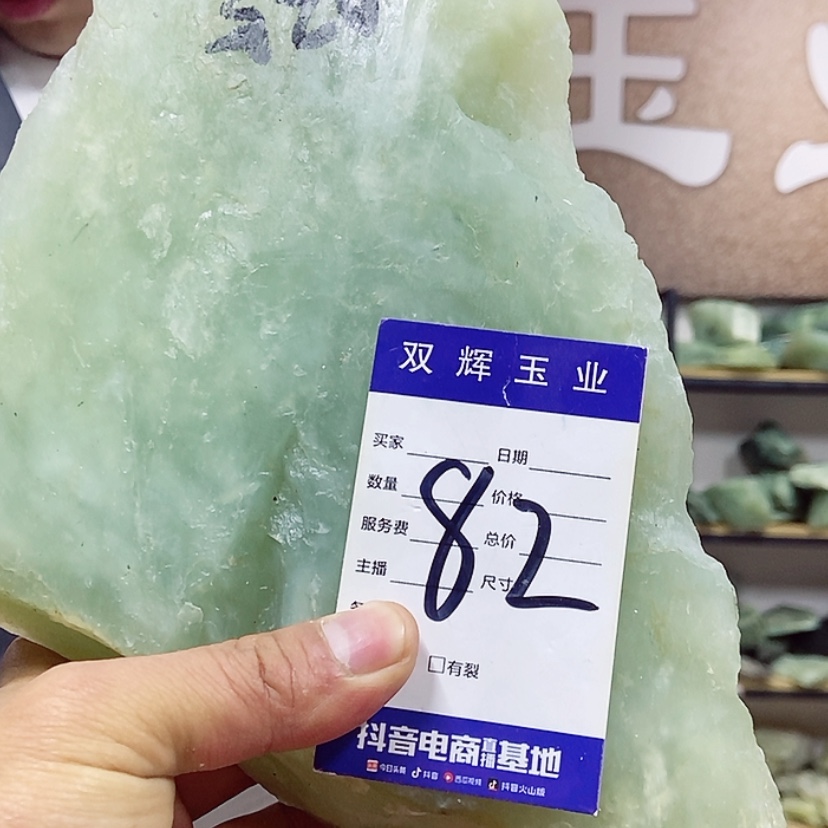 玉业
双辉玉业
买家 日期
数量 价格
服务费 总价
主播 尺寸
82
□有裂
抖音电商直播基地
今日头条 抖音 西瓜视频 抖音火山版